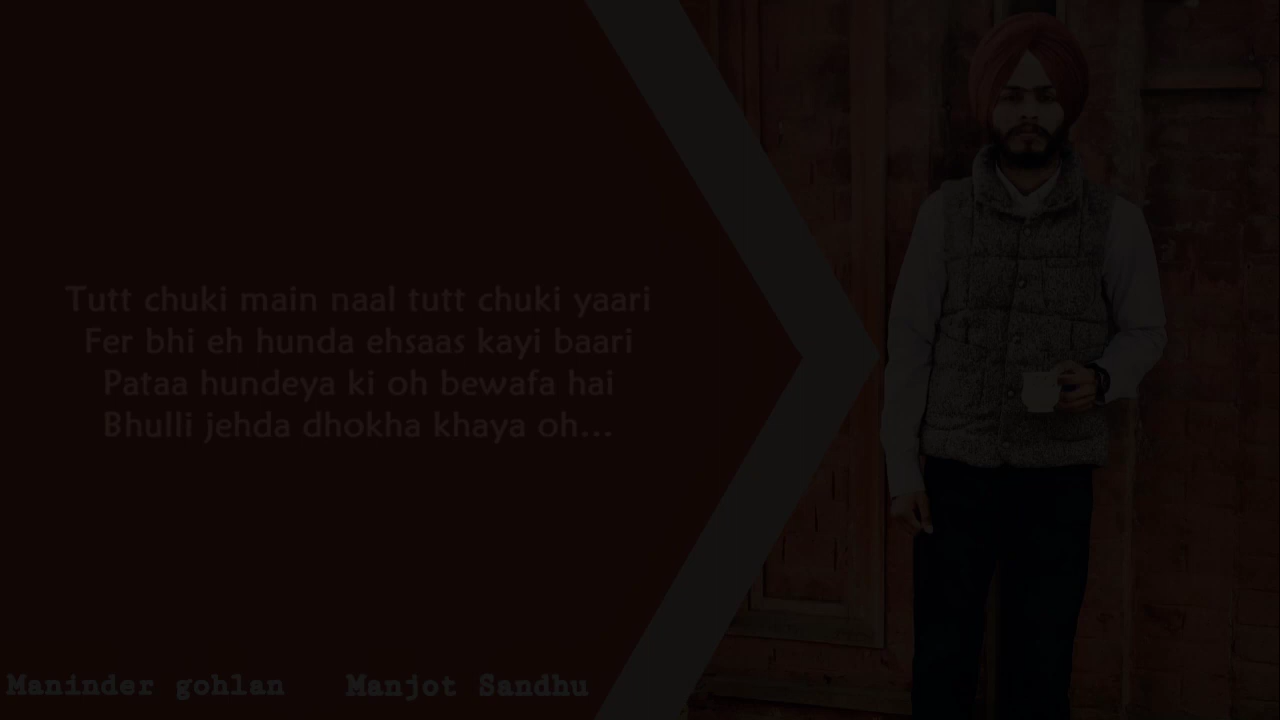 Tutt chuki main naal tutt chuki yaari
Fer bhi eh hunda ehsaas kayi baari
Pataa hundeya ki oh bewafa hai
Bhulli jehda dhokha khaya oh...
Maninder gohlan Manjot Sandhu